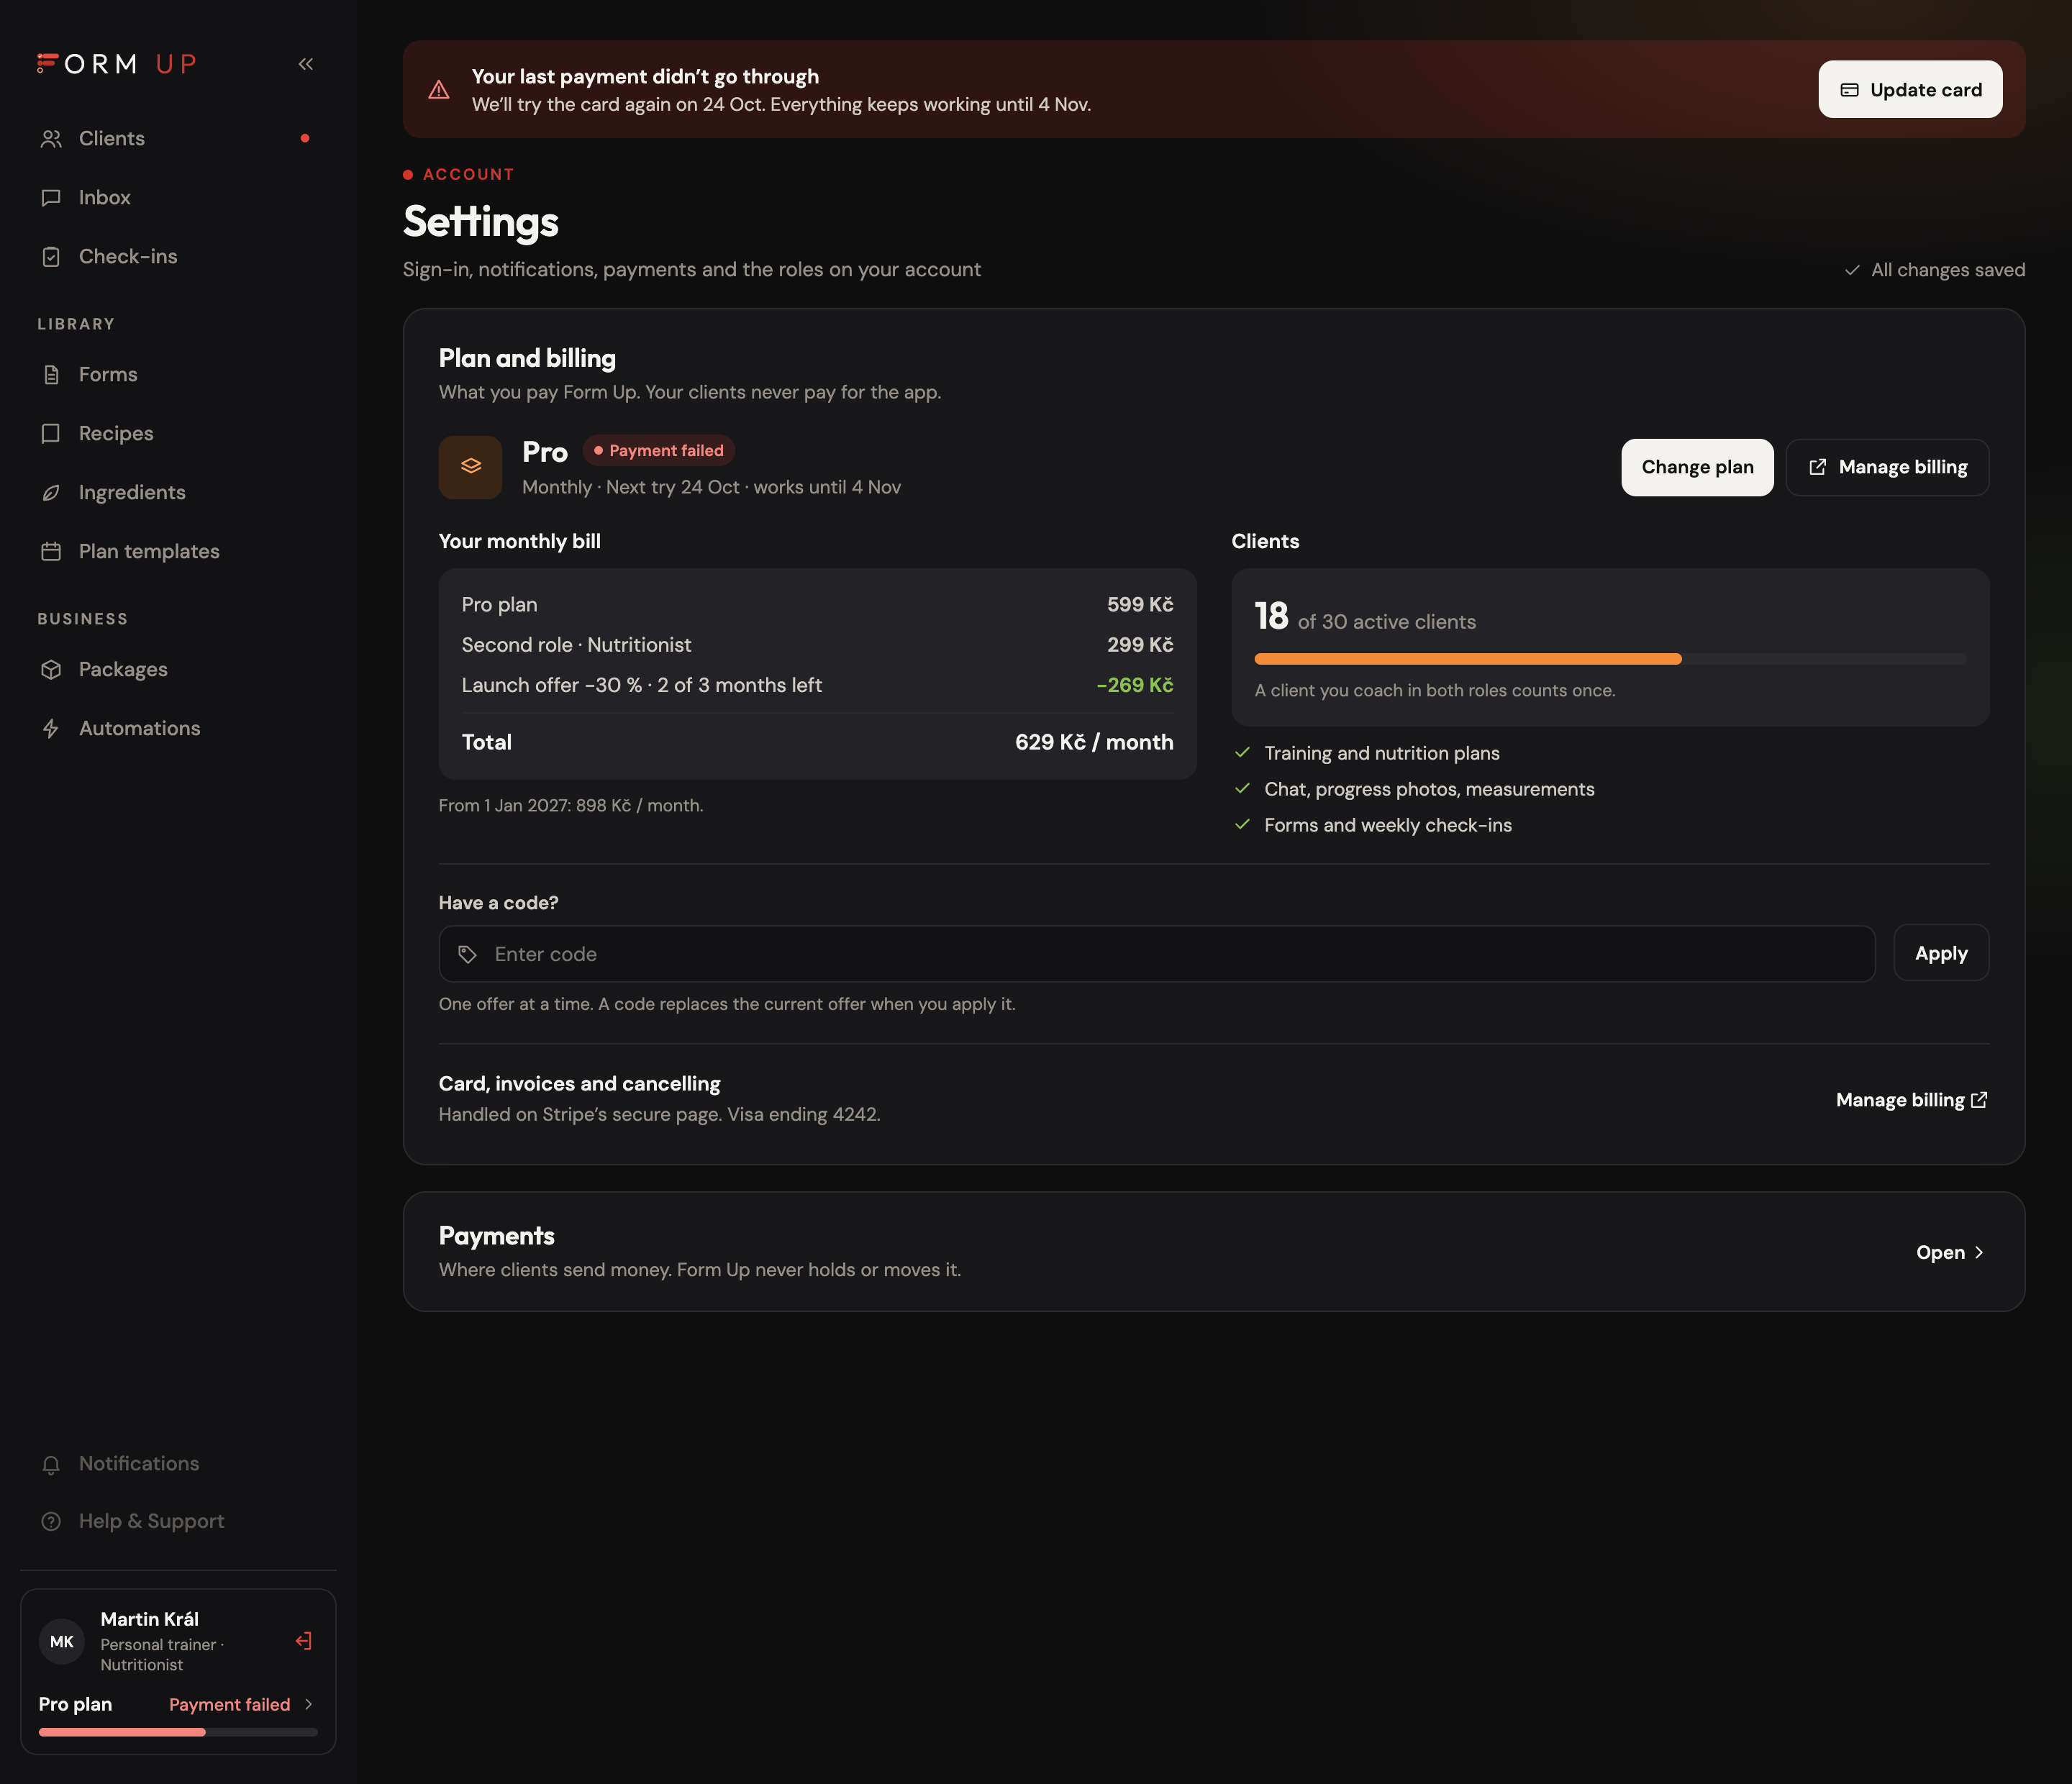 FORM UP
Clients
Inbox
Check-ins
LIBRARY
Forms
Recipes
Ingredients
Plan templates
BUSINESS
Packages
Automations
Notifications
Help & Support
MK
Martin Král
Personal trainer ·
Nutritionist
Pro plan
Payment failed
Your last payment didn’t go through
We’ll try the card again on 24 Oct. Everything keeps working until 4 Nov.
Update card
ACCOUNT
Settings
Sign-in, notifications, payments and the roles on your account
All changes saved
Plan and billing
What you pay Form Up. Your clients never pay for the app.
Pro
Payment failed
Monthly · Next try 24 Oct · works until 4 Nov
Change plan
Manage billing
Your monthly bill
Pro plan 599 Kč
Second role · Nutritionist 299 Kč
Launch offer −30 % · 2 of 3 months left −269 Kč
Total 629 Kč / month
From 1 Jan 2027: 898 Kč / month.
Clients
18 of 30 active clients
A client you coach in both roles counts once.
Training and nutrition plans
Chat, progress photos, measurements
Forms and weekly check-ins
Have a code?
Enter code
Apply
One offer at a time. A code replaces the current offer when you apply it.
Card, invoices and cancelling
Handled on Stripe’s secure page. Visa ending 4242.
Manage billing
Payments
Where clients send money. Form Up never holds or moves it.
Open